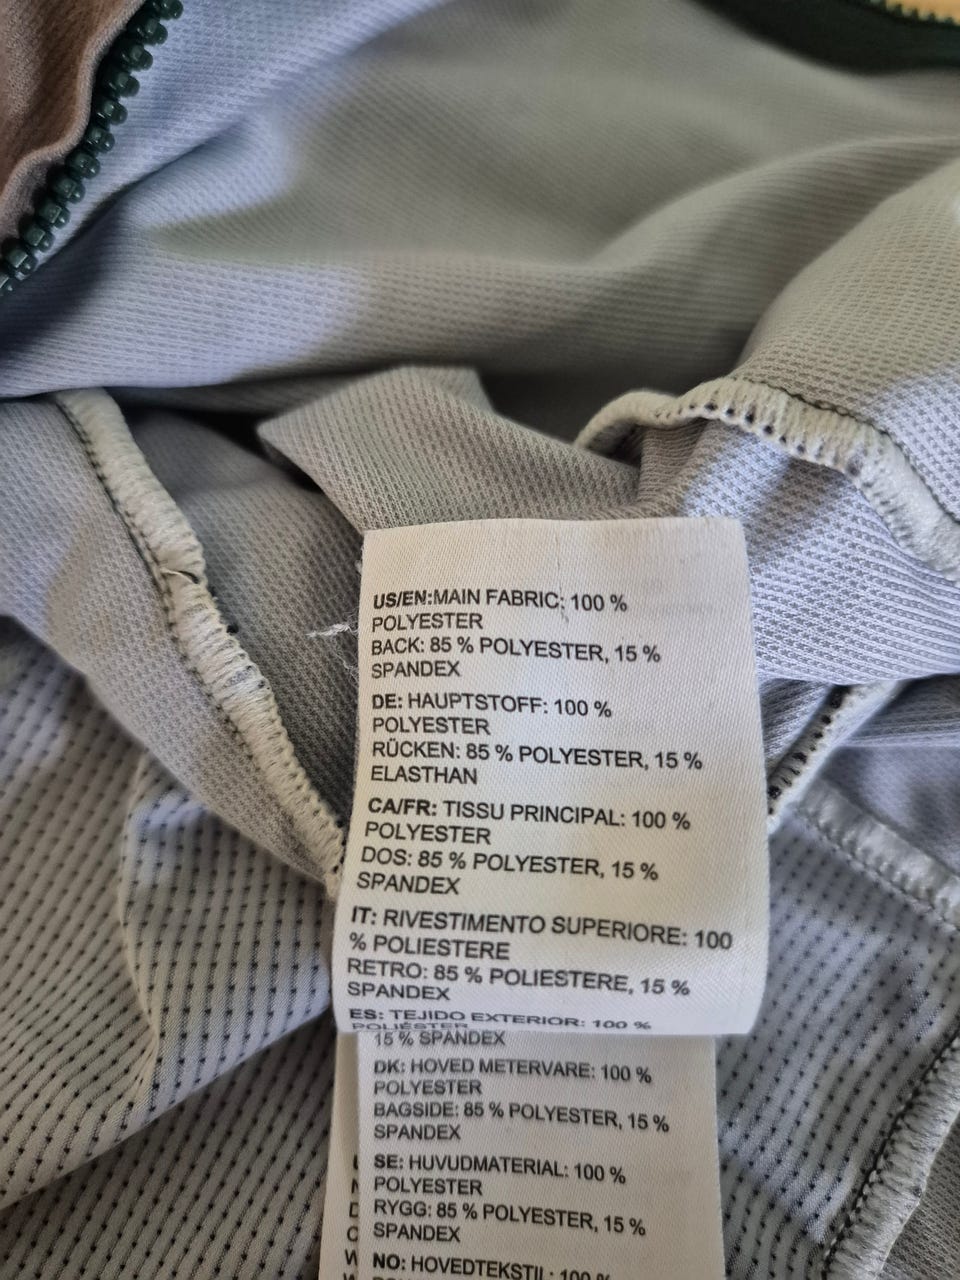 US/EN:MAIN FABRIC: 100 %
POLYESTER
BACK: 85 % POLYESTER, 15 %
SPANDEX
DE: HAUPTSTOFF: 100 %
POLYESTER
RÜCKEN: 85 % POLYESTER, 15 %
ELASTHAN
CA/FR: TISSU PRINCIPAL: 100 %
POLYESTER
DOS: 85 % POLYESTER, 15 %
SPANDEX
IT: RIVESTIMENTO SUPERIORE: 100
% POLIESTERE
RETRO: 85 % POLIESTERE, 15 %
SPANDEX
ES: TEJIDO EXTERIOR: 100 %
POLIÉSTER
15 % SPANDEX
DK: HOVED METERVARE: 100 %
POLYESTER
BAGSIDE: 85 % POLYESTER, 15 %
SPANDEX
SE: HUVUDMATERIAL: 100 %
POLYESTER
RYGG: 85 % POLYESTER, 15 %
SPANDEX
NO: HOVEDTEKSTIL: 100 %